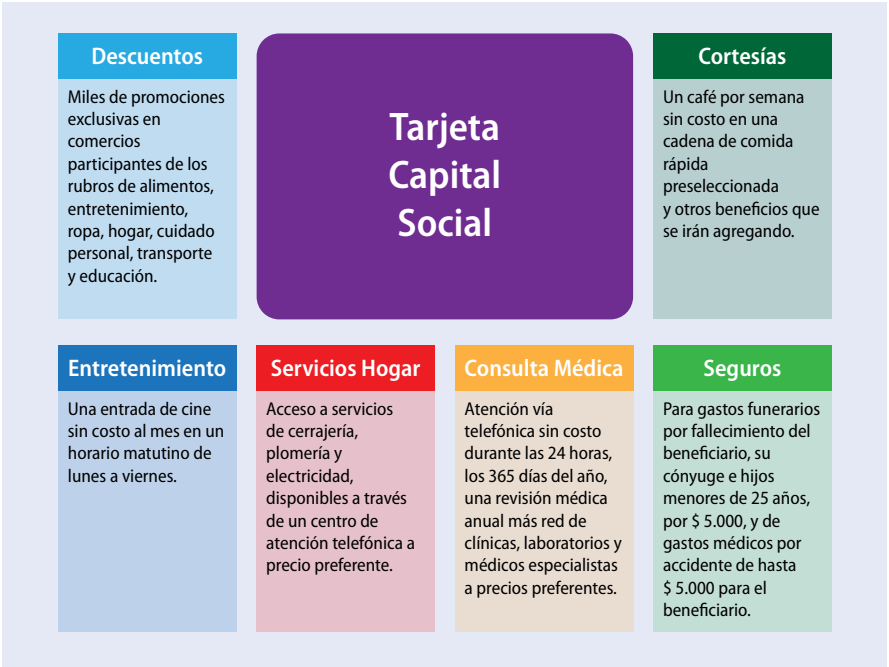 Descuentos
Miles de promociones
exclusivas en
comercios
participantes de los
rubros de alimentos,
entretenimiento,
ropa, hogar, cuidado
personal, transporte
y educación.
Tarjeta
Capital
Social
Cortesías
Un café por semana
sin costo en una
cadena de comida
rápida
preseleccionada
y otros beneficios que
se irán agregando.
Entretenimiento
Una entrada de cine
sin costo al mes en un
horario matutino de
lunes a viernes.
Servicios Hogar
Acceso a servicios
de cerrajería,
plomería y
electricidad,
disponibles a través
de un centro de
atención telefónica a
precio preferente.
Consulta Médica
Atención vía
telefónica sin costo
durante las 24 horas,
los 365 días del año,
una revisión médica
anual más red de
clínicas, laboratorios y
médicos especialistas
a precios preferentes.
Seguros
Para gastos funerarios
por fallecimiento del
beneficiario, su
cónyuge e hijos
menores de 25 años,
por $ 5.000, y de
gastos médicos por
accidente de hasta
$ 5.000 para el
beneficiario.